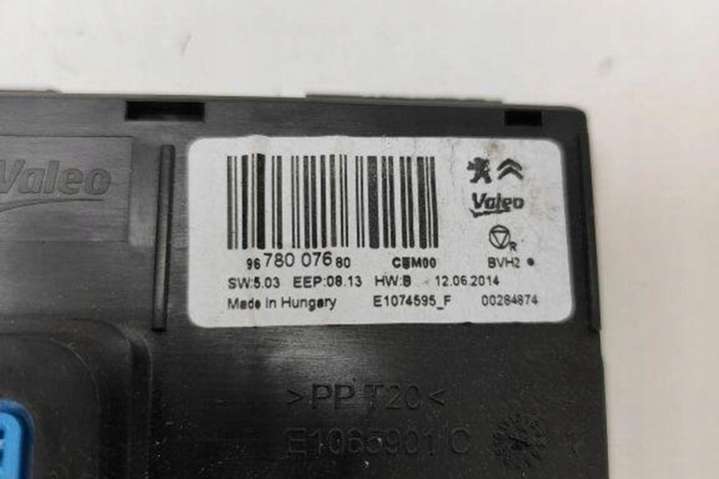 Valeo
Valeo
R
96 780 076 80 CEM00 BVH2
SW:5.03 EEP:08.13 HW:B 12.06.2014
Made in Hungary E1074595_F 00284874
>PP T20<
E1065901 C